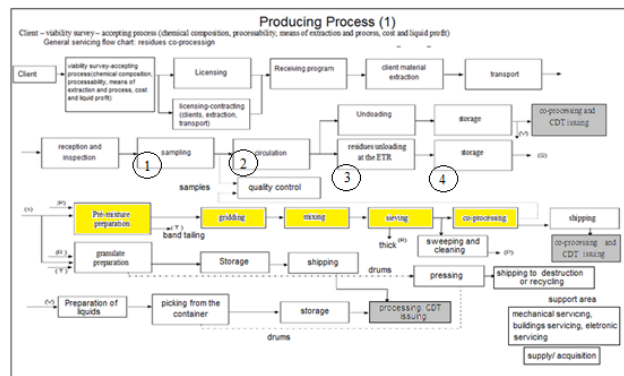 Producing Process (1)
Client – viability survey – accepting process (chemical composition, processability, means of extraction and process, cost and liquid profit)
General servicing flow chart: residues co-processign
Client
viability survey-accepting
process(chemical composition,
processability, means of
extraction and process, cost
and liquid profit)
Licensing
licensing-contracting
(clients, extraction,
transport)
Receiving program
client material
extraction
transport
Undoading
storage
(V)
co-processing and
CDT issuing
reception and
inspection
sampling
circulation
residues unloading
at the ETR
storage
1
2
3
4
samples
quality control
(P)
Pre-mixture
preparation
gridding
mixing
sieving
co-processing
shipping
(T)
band tailing
thick
(R)
sweeping and
cleaning
(P)
co-processing and
CDT issuing
(R)
(T)
granulate
preparation
Storage
shipping
drums
pressing
shipping to destruction
or recycling
(V)
Preparation of
liquids
picking from the
container
storage
processing, CDT
issuing
drums
support area
mechanical servicing,
buildings servicing, eletronic
servicing
supply/ acquisition